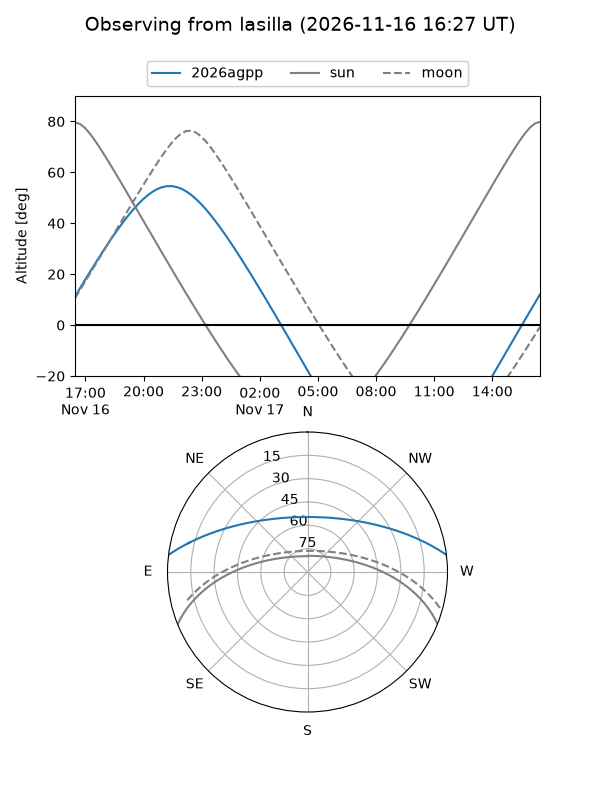 Observing from lasilla (2026-11-16 16:27 UT)
2026agpp sun moon
80
60
40
20
0
−20
Altitude [deg]
17:00 20:00 23:00 02:00 05:00 08:00 11:00 14:00
Nov 16 Nov 17
N
NE NW
15
30
45
60
75
E W
SE SW
S